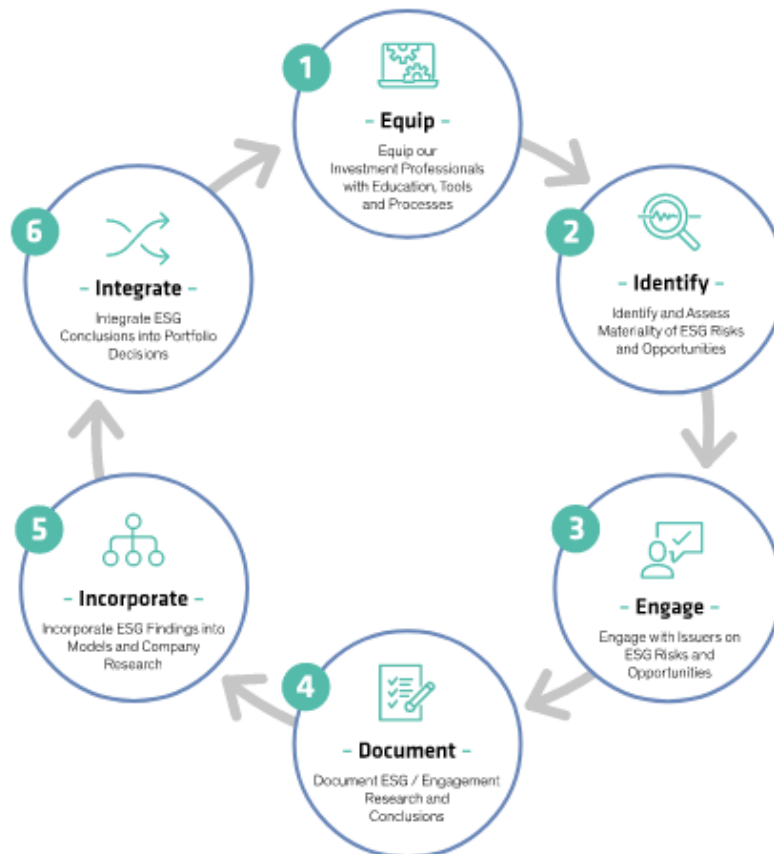 1
- Equip -
Equip our
Investment Professionals
with Education, Tools
and Processes
2
- Identify -
Identify and Assess
Materiality of ESG Risks
and Opportunities
3
- Engage -
Engage with Issuers on
ESG Risks and
Opportunities
4
- Document -
Document ESG / Engagement
Research and
Conclusions
5
- Incorporate -
Incorporate ESG Findings into
Models and Company
Research
6
- Integrate -
Integrate ESG
Conclusions into Portfolio
Decisions